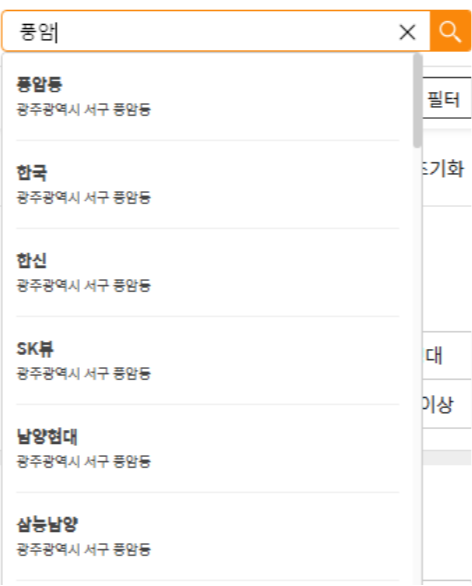 풍암
필터
풍암동
광주광역시 서구 풍암동
초기화
한국
광주광역시 서구 풍암동
한신
광주광역시 서구 풍암동
SK뷰
광주광역시 서구 풍암동
대
이상
남양현대
광주광역시 서구 풍암동
삼능남양
광주광역시 서구 풍암동